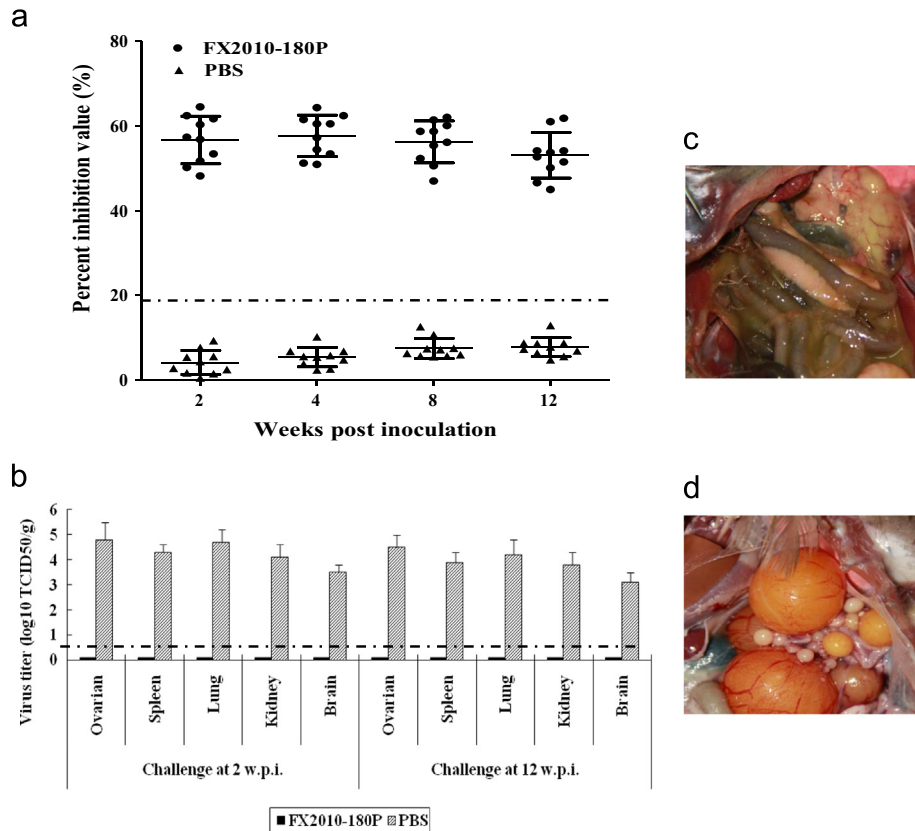 a
80
60
40
20
0
FX2010-180P
PBS
Percent inhibition value (%)
2 4 8 12
Weeks post inoculation
b
6
5
4
3
2
1
0
Virus titer (log10 TCID50/g)
Ovarian Spleen Lung Kidney Brain Ovarian Spleen Lung Kidney Brain
Challenge at 2 w.p.i. Challenge at 12 w.p.i.
FX2010-180P PBS
c
d